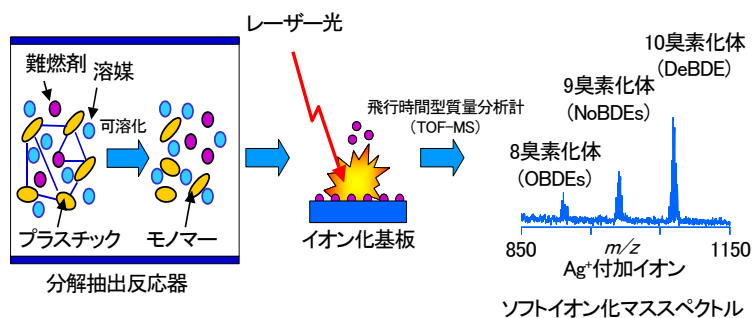 難燃剤
溶媒
可溶化
プラスチック
モノマー
分解抽出反応器
レーザー光
イオン化基板
飛行時間型質量分析計
（TOF-MS）
10臭素化体
（DeBDE）
9臭素化体
（NoBDEs）
8臭素化体
（OBDEs）
850
m/z
1150
Ag⁺付加イオン
ソフトイオン化マススペクトル